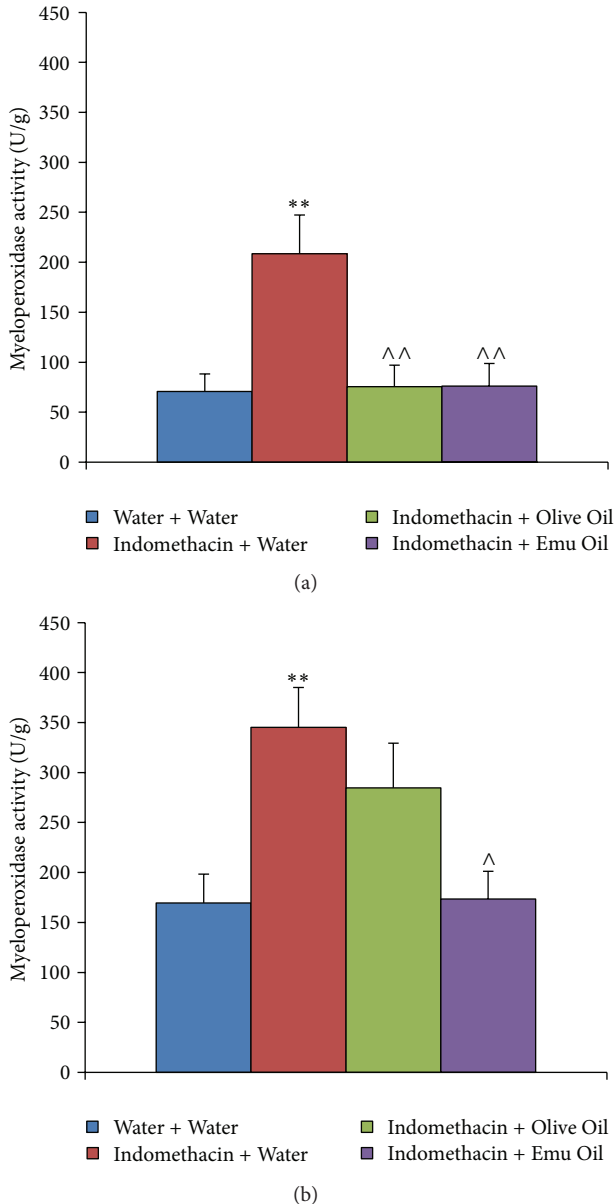 450
400
350
300
250
200
150
100
50
0
Myeloperoxidase activity (U/g)
**
^^
^^
Water + Water
Indomethacin + Olive Oil
Indomethacin + Water
Indomethacin + Emu Oil
(a)
450
400
350
300
250
200
150
100
50
0
Myeloperoxidase activity (U/g)
**
^
Water + Water
Indomethacin + Olive Oil
Indomethacin + Water
Indomethacin + Emu Oil
(b)